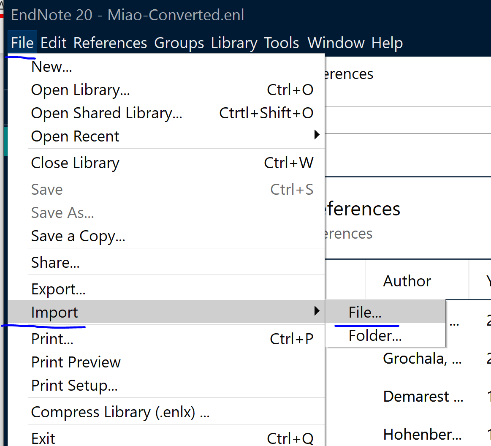 EndNote 20 - Miao-Converted.enl
File Edit References Groups Library Tools Window Help
New...
Open Library... Ctrl+O
Open Shared Library... Ctrtl+Shift+O
Open Recent
Close Library Ctrl+W
Save Ctrl+S
Save As...
Save a Copy...
Share...
Export...
Import
Print... Ctrl+P
Print Preview
Print Setup...
Compress Library (.enlx) ...
Exit Ctrl+Q
File...
Folder...
ferences
ferences
erences
Author Y
... 2
Grochala, ... 2
Demarest ... 1
Hohenber... 1